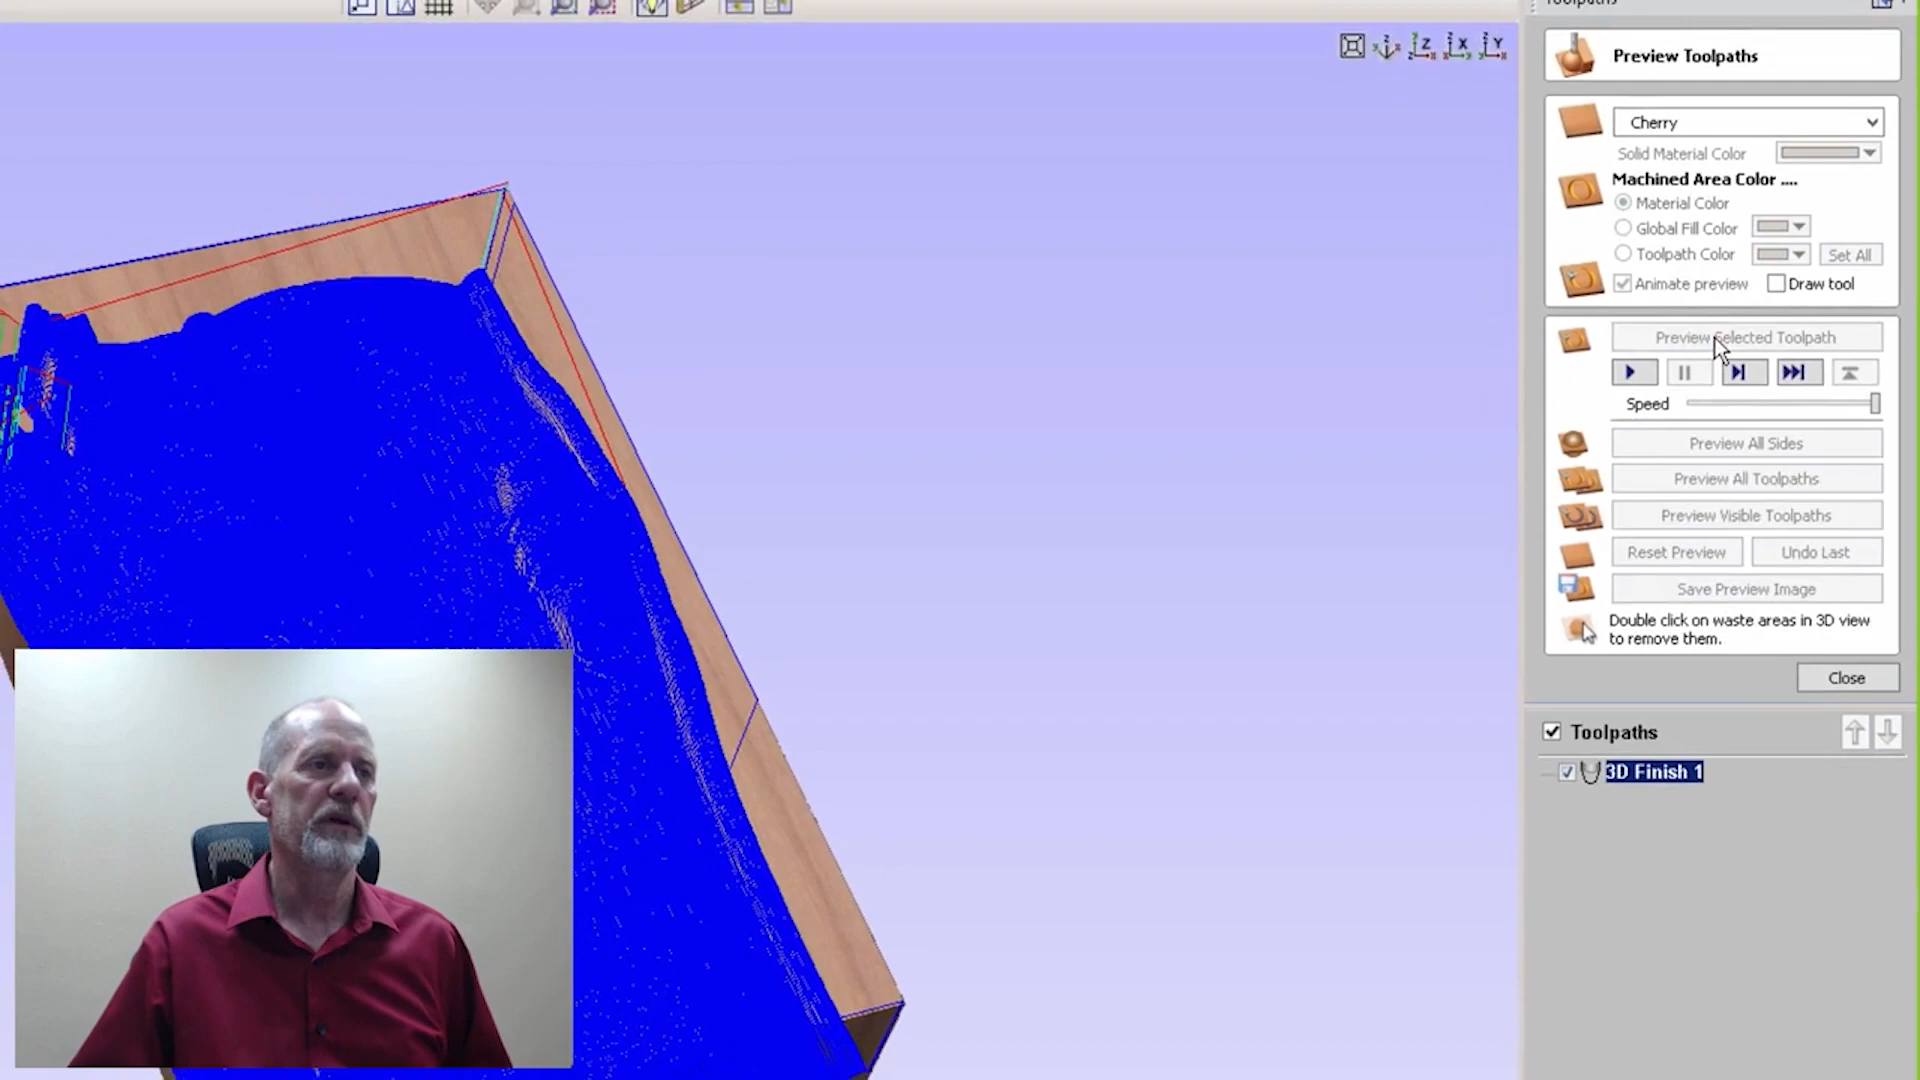 Toolpaths
Preview Toolpaths
Z X Y
Cherry
Solid Material Color
Machined Area Color ....
Material Color
Global Fill Color
Toolpath Color Set All
Animate preview Draw tool
Preview Selected Toolpath
Speed
Preview All Sides
Preview All Toolpaths
Preview Visible Toolpaths
Reset Preview Undo Last
Save Preview Image
Double click on waste areas in 3D view
to remove them.
Close
Toolpaths
3D Finish 1